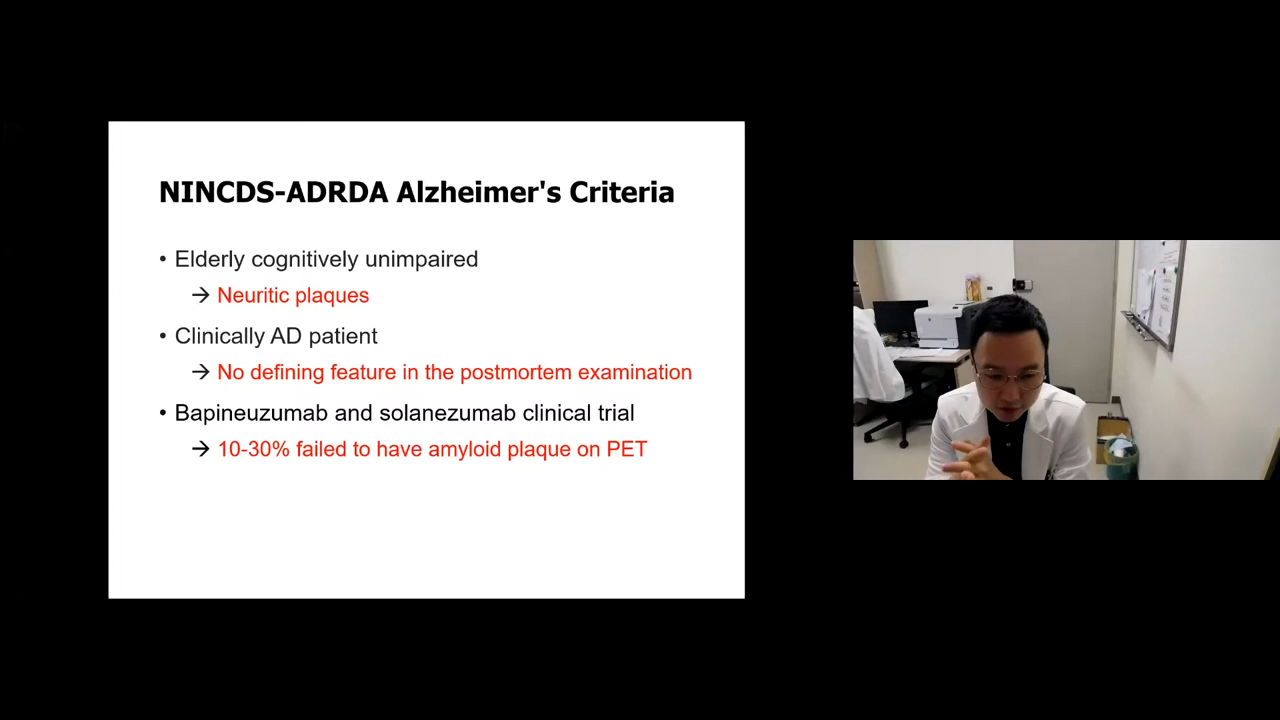 NINCDS-ADRDA Alzheimer's Criteria
• Elderly cognitively unimpaired
→ Neuritic plaques
• Clinically AD patient
→ No defining feature in the postmortem examination
• Bapineuzumab and solanezumab clinical trial
→ 10-30% failed to have amyloid plaque on PET